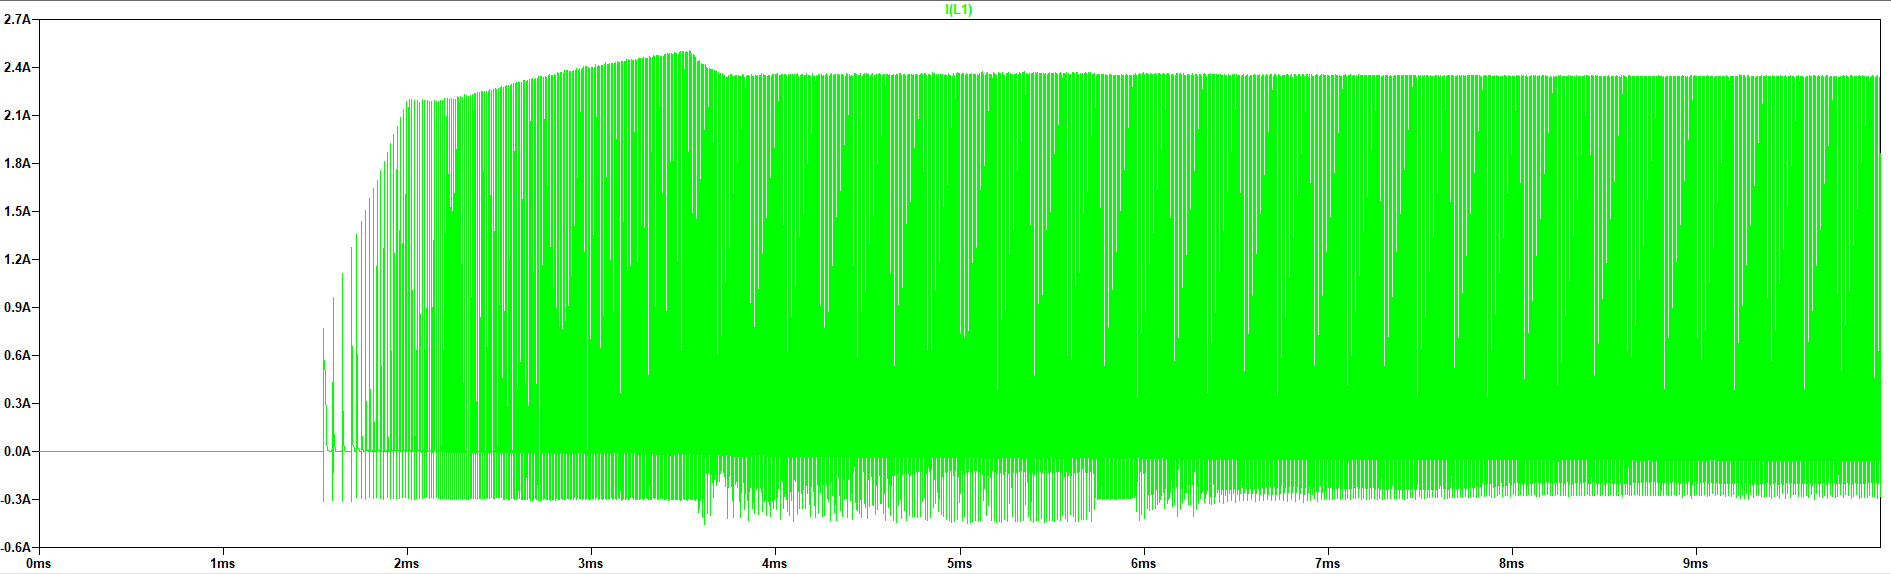 I(L1)
2.7A
2.4A
2.1A
1.8A
1.5A
1.2A
0.9A
0.6A
0.3A
0.0A
-0.3A
-0.6A
0ms 1ms 2ms 3ms 4ms 5ms 6ms 7ms 8ms 9ms